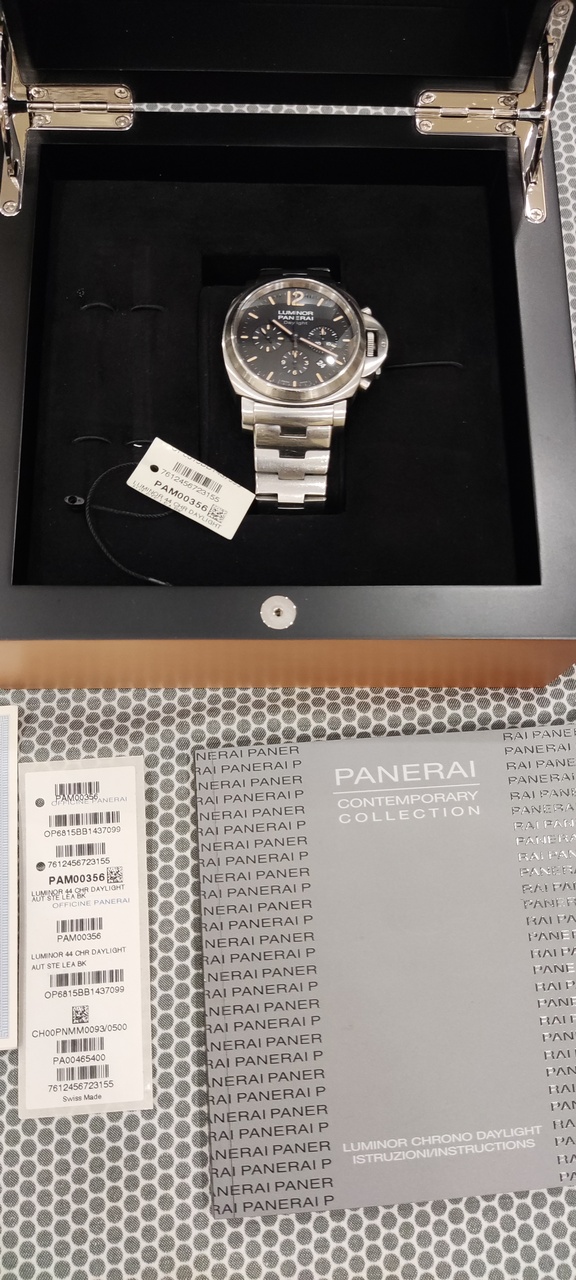 LUMINOR
PANERAI
Daylight
7612456723155
PAM00356
LUMINOR 44 CHR DAYLIGHT
PAM00356
OFFICINE PANERAI
OP6815BB1437099
7612456723155
PAM00356
LUMINOR 44 CHR DAYLIGHT
AUT STE LEA BK
OFFICINE PANERAI
PAM00356
LUMINOR 44 CHR DAYLIGHT
AUT STE LEA BK
OP6815BB1437099
CH00PNMM0093/0500
PA00465400
7612456723155
Swiss Made
PANERAI
CONTEMPORARY
COLLECTION
LUMINOR CHRONO DAYLIGHT
ISTRUZIONI/INSTRUCTIONS